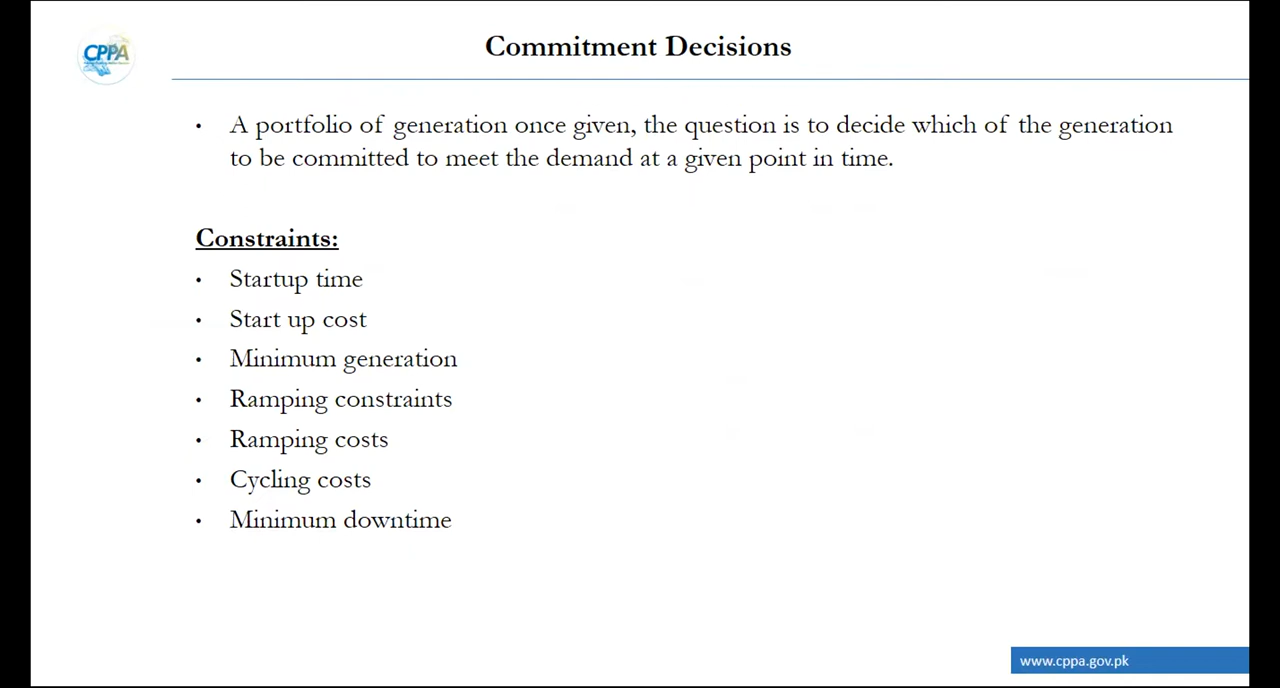 CPPA
Commitment Decisions
• A portfolio of generation once given, the question is to decide which of the generation
to be committed to meet the demand at a given point in time.
Constraints:
• Startup time
• Start up cost
• Minimum generation
• Ramping constraints
• Ramping costs
• Cycling costs
• Minimum downtime
www.cppa.gov.pk